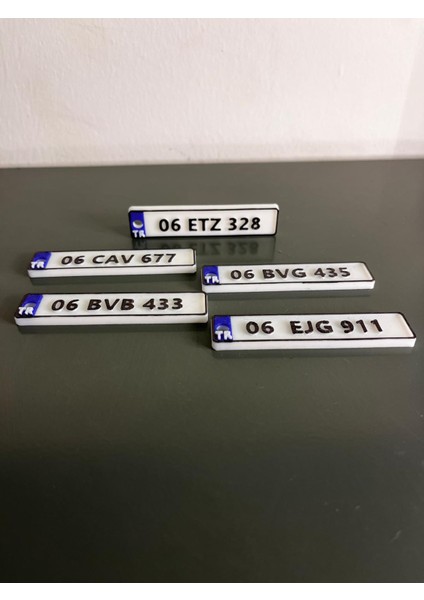 TR 06 ETZ 328
TR 06 CAV 677
TR 06 BVG 435
TR 06 BVB 433
TR 06 EJG 911